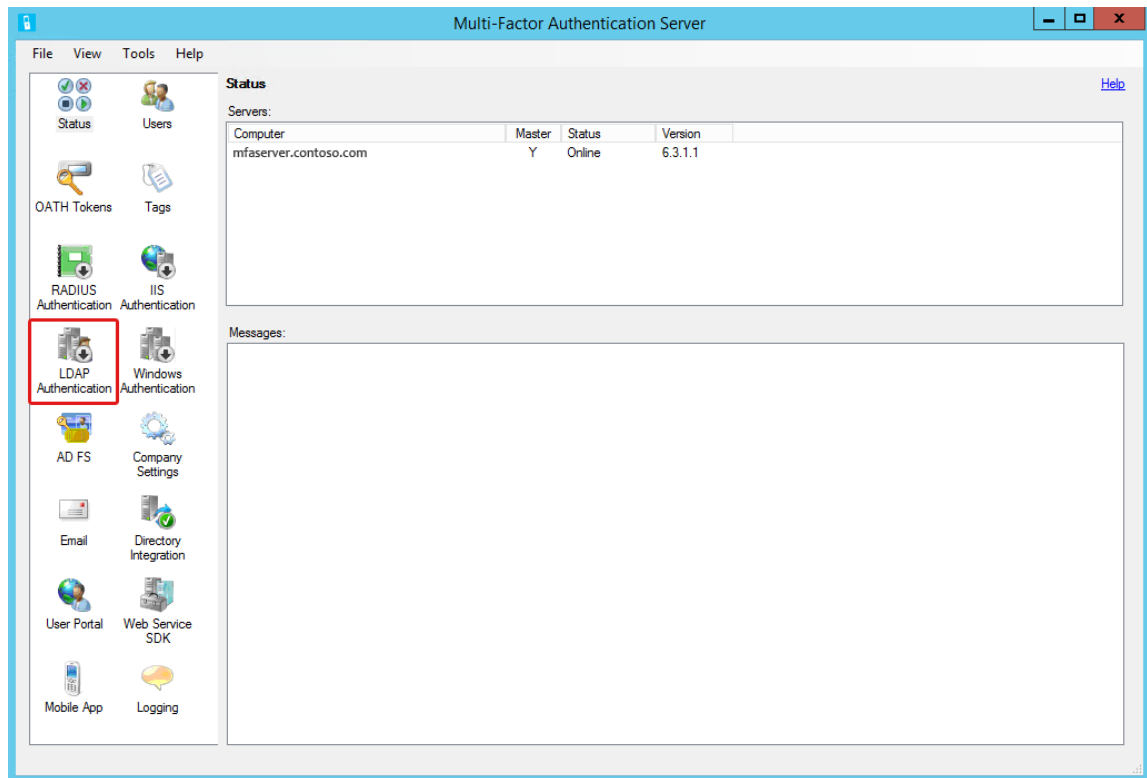 Multi-Factor Authentication Server
File View Tools Help
Status
Users
OATH Tokens
Tags
RADIUS
Authentication
IIS
Authentication
LDAP
Authentication
Windows
Authentication
AD FS
Company
Settings
Email
Directory
Integration
User Portal
Web Service
SDK
Mobile App
Logging
Status
Help
Servers:
Computer Master Status Version
mfaserver.contoso.com Y Online 6.3.1.1
Messages: